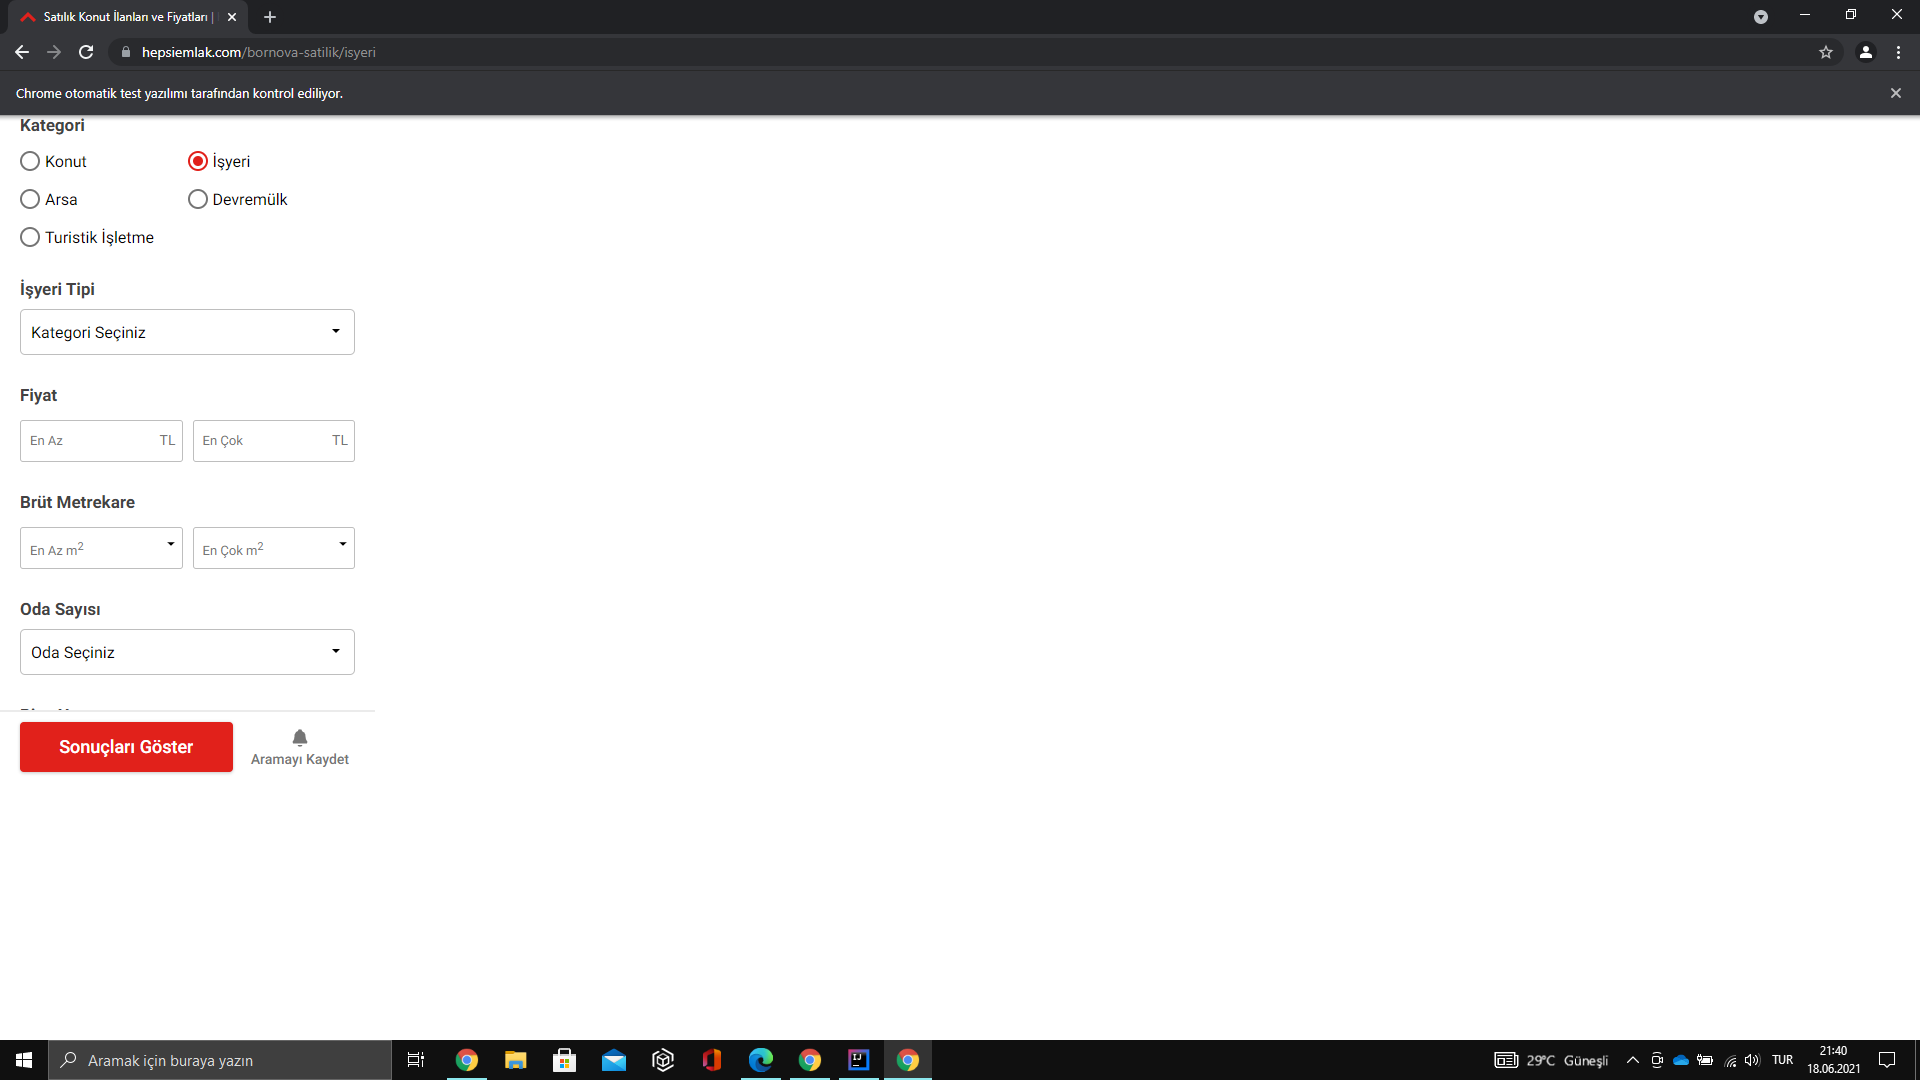 Satılık Konut İlanları ve Fiyatları |
hepsiemlak.com/bornova-satilik/isyeri
Chrome otomatik test yazılımı tarafından kontrol ediliyor.
Kategori
Konut
İşyeri
Arsa
Devremülk
Turistik İşletme
İşyeri Tipi
Kategori Seçiniz
Fiyat
En Az TL
En Çok TL
Brüt Metrekare
En Az m²
En Çok m²
Oda Sayısı
Oda Seçiniz
Sonuçları Göster
Aramayı Kaydet
Aramak için buraya yazın
29°C Güneşli
TUR
21:40
18.06.2021